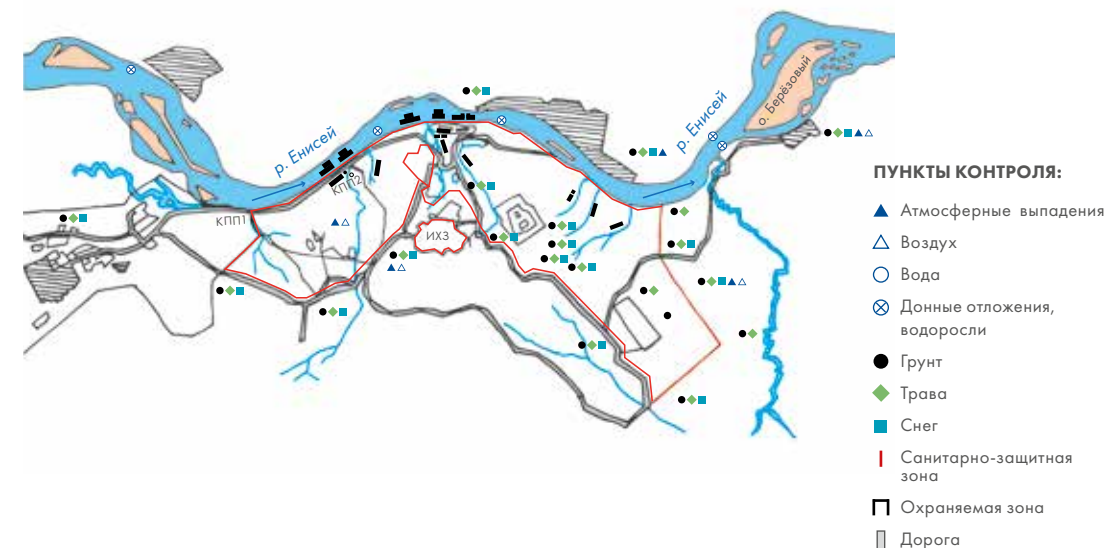 р. Енисей
р. Енисей
о. Берёзовый
КПП1
КПП2
ИХЗ
ПУНКТЫ КОНТРОЛЯ:
Атмосферные выпадения
Воздух
Вода
Донные отложения,
водоросли
Грунт
Трава
Снег
Санитарно-защитная
зона
Охраняемая зона
Дорога